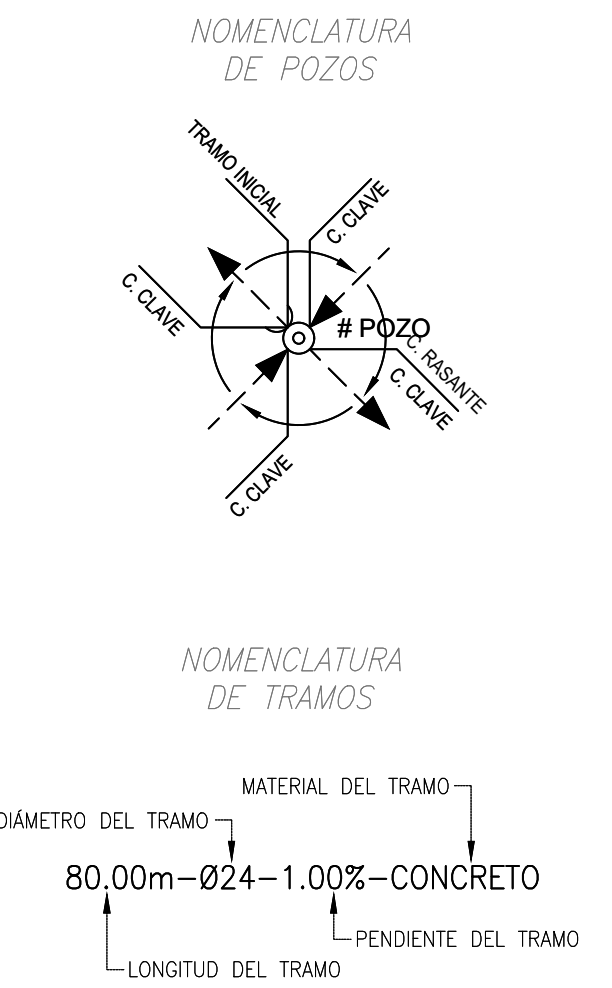 NOMENCLATURA
DE POZOS
TRAMO INICIAL
C. CLAVE
C. CLAVE
# POZO
C. RASANTE
C. CLAVE
C. CLAVE
NOMENCLATURA
DE TRAMOS
MATERIAL DEL TRAMO
DIÁMETRO DEL TRAMO
80.00m-Ø24-1.00%-CONCRETO
PENDIENTE DEL TRAMO
LONGITUD DEL TRAMO